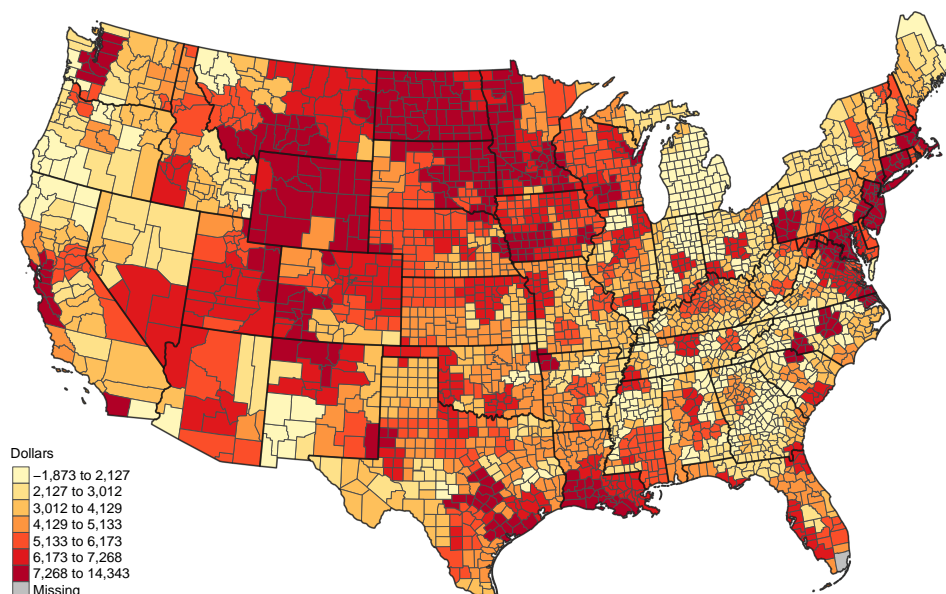 Dollars
−1,873 to 2,127
2,127 to 3,012
3,012 to 4,129
4,129 to 5,133
5,133 to 6,173
6,173 to 7,268
7,268 to 14,343
Missing